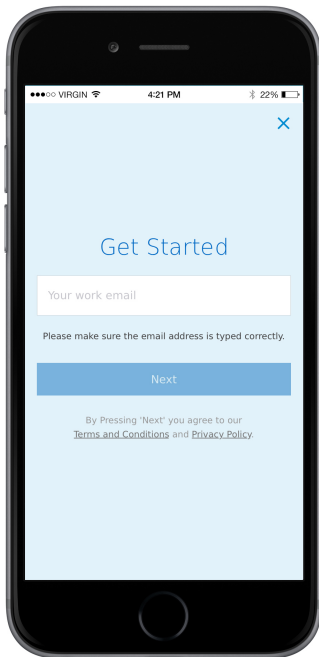 VIRGIN 4:21 PM 22%
Get Started
Your work email
Please make sure the email address is typed correctly.
Next
By Pressing 'Next' you agree to our
Terms and Conditions and Privacy Policy.